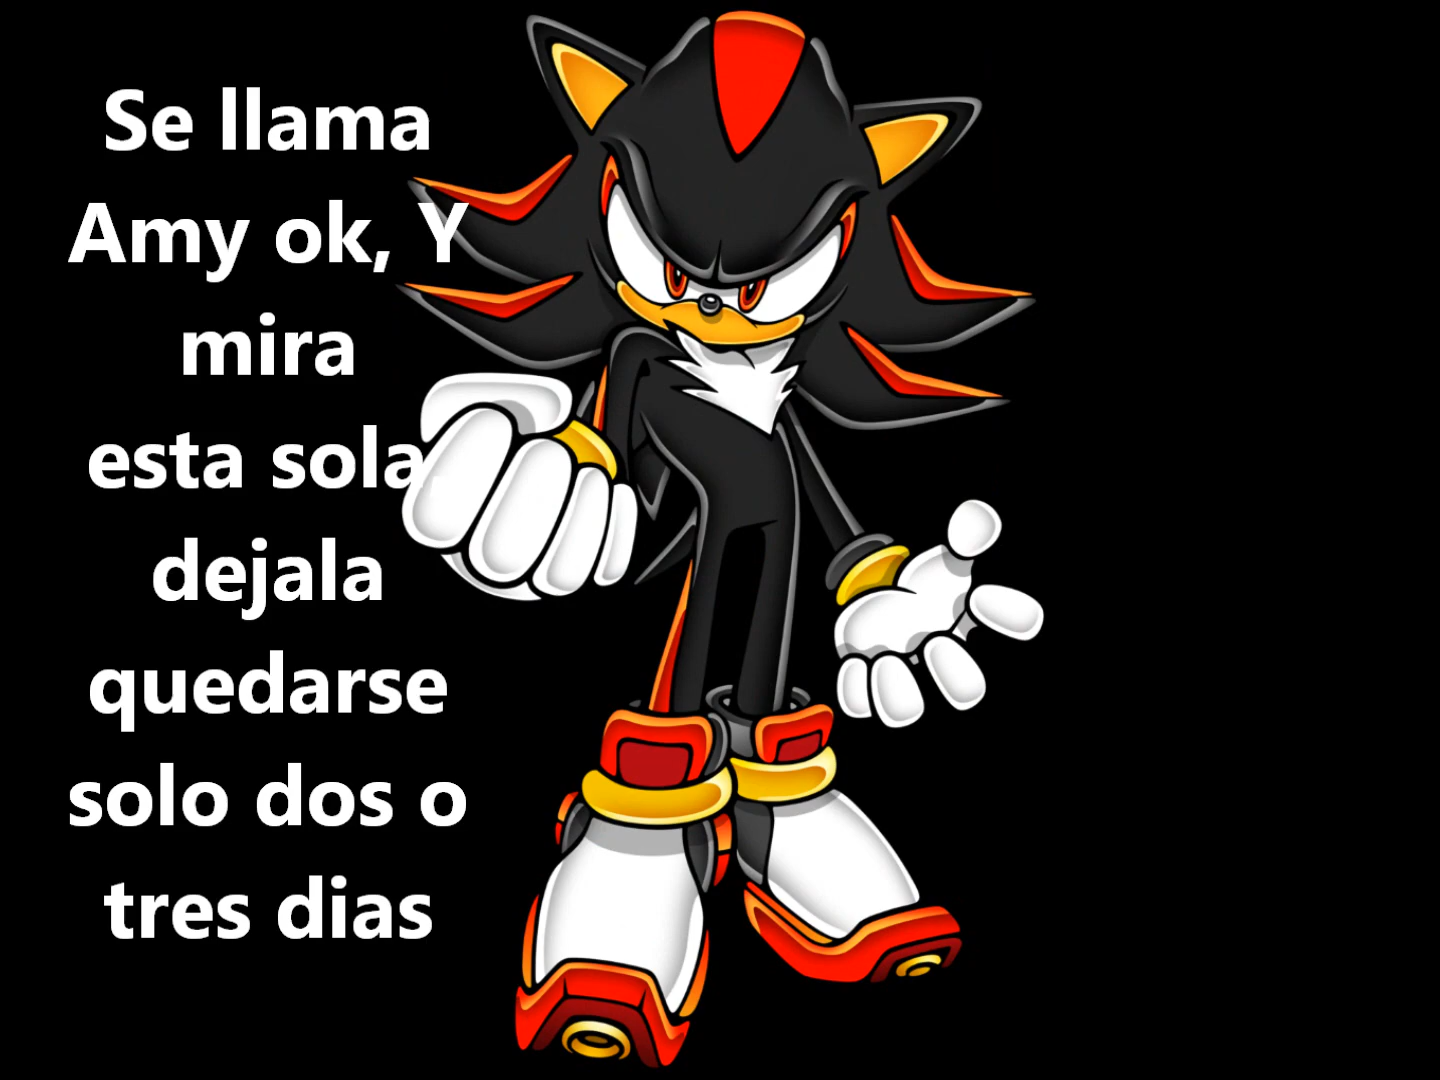 Se llama
Amy ok, Y
mira
esta sola,
dejala
quedarse
solo dos o
tres dias